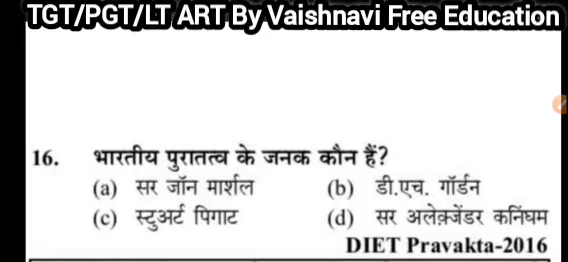 TGT/PGT/LT ART By Vaishnavi Free Education
16. भारतीय पुरातत्व के जनक कौन हैं?
(a) सर जॉन मार्शल (b) डी.एच. गॉर्डन
(c) स्टुअर्ट पिगाट (d) सर अलेक़्जेंडर कनिंघम
DIET Pravakta-2016